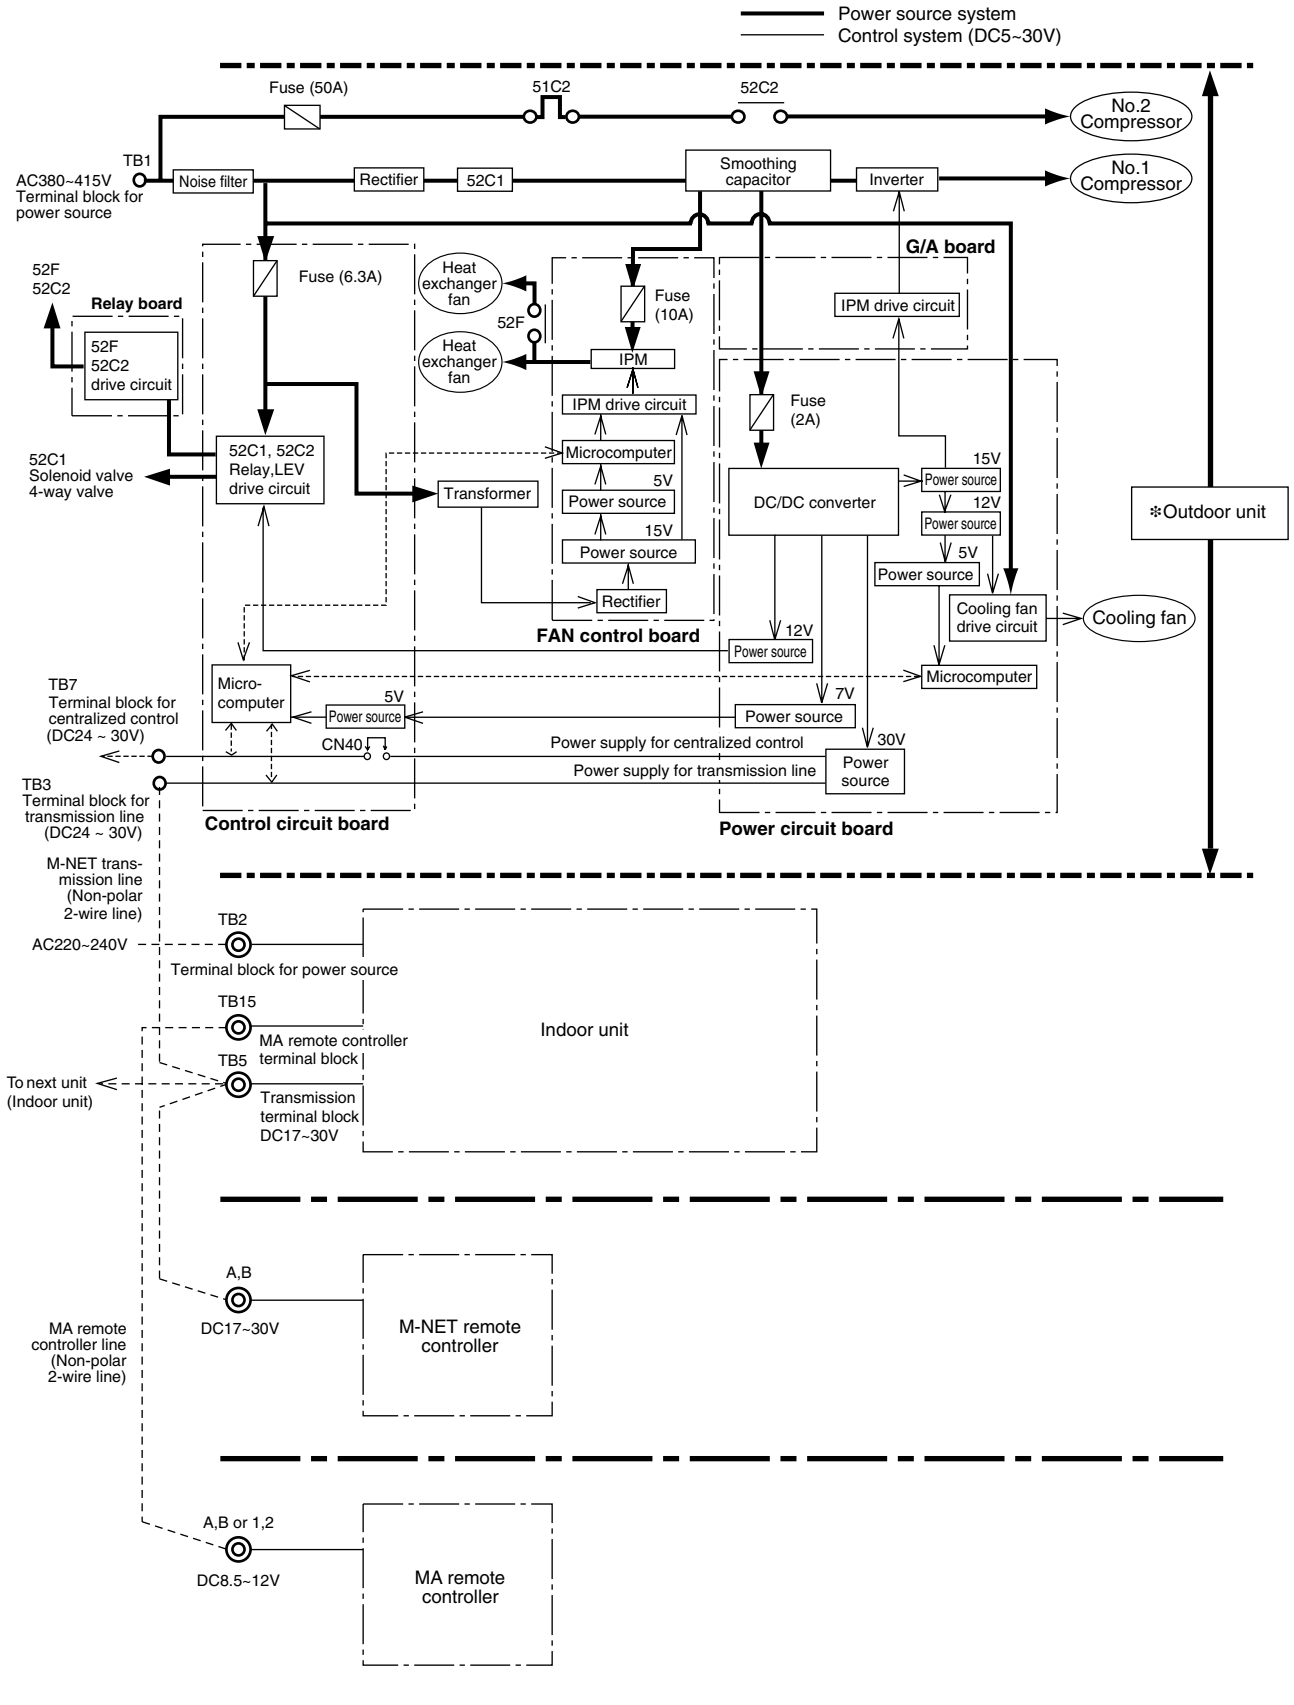 Power source system
Control system (DC5~30V)
Fuse (50A)
51C2
52C2
No.2
Compressor
TB1
AC380~415V
Terminal block for
power source
Noise filter
Rectifier
52C1
Smoothing
capacitor
Inverter
No.1
Compressor
G/A board
52F
52C2
Relay board
52F
52C2
drive circuit
Fuse (6.3A)
Heat
exchanger
fan
52F
Heat
exchanger
fan
Fuse
(10A)
IPM
IPM drive circuit
IPM drive circuit
Fuse
(2A)
52C1
Solenoid valve
4-way valve
52C1, 52C2
Relay,LEV
drive circuit
Transformer
Microcomputer
5V
Power source
15V
Power source
Rectifier
FAN control board
DC/DC converter
15V
Power source
12V
Power source
5V
Power source
Cooling fan
drive circuit
Cooling fan
❇Outdoor unit
12V
Power source
Microcomputer
7V
Power source
30V
Power
source
Micro-
computer
5V
Power source
CN40
Power supply for centralized control
Power supply for transmission line
TB7
Terminal block for
centralized control
(DC24 ~ 30V)
TB3
Terminal block for
transmission line
(DC24 ~ 30V)
Control circuit board
Power circuit board
M-NET trans-
mission line
(Non-polar
2-wire line)
TB2
AC220~240V
Terminal block for power source
TB15
MA remote controller
terminal block
TB5
To next unit
(Indoor unit)
Transmission
terminal block
DC17~30V
Indoor unit
A,B
DC17~30V
M-NET remote
controller
MA remote
controller line
(Non-polar
2-wire line)
A,B or 1,2
DC8.5~12V
MA remote
controller